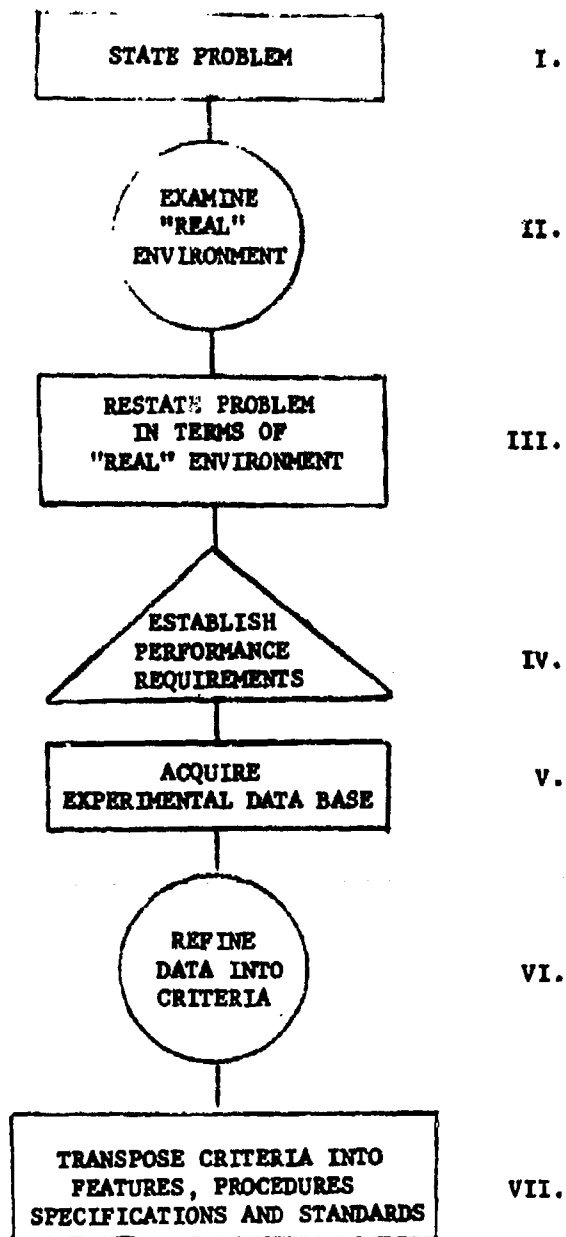 STATE PROBLEM
I.
EXAMINE
"REAL"
ENVIRONMENT
II.
RESTATE PROBLEM
IN TERMS OF
"REAL" ENVIRONMENT
III.
ESTABLISH
PERFORMANCE
REQUIREMENTS
IV.
ACQUIRE
EXPERIMENTAL DATA BASE
V.
REFINE
DATA INTO
CRITERIA
VI.
TRANSPOSE CRITERIA INTO
FEATURES, PROCEDURES
SPECIFICATIONS AND STANDARDS
VII.